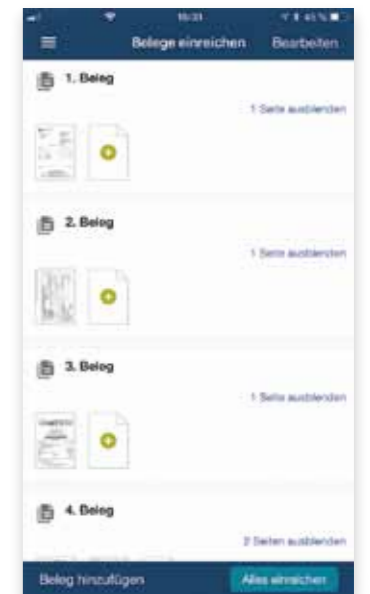 Belege einreichen Bearbeiten
1. Beleg
1 Seite ausblenden
2. Beleg
1 Seite ausblenden
3. Beleg
1 Seite ausblenden
4. Beleg
2 Seiten ausblenden
Beleg hinzufügen Alles einreichen